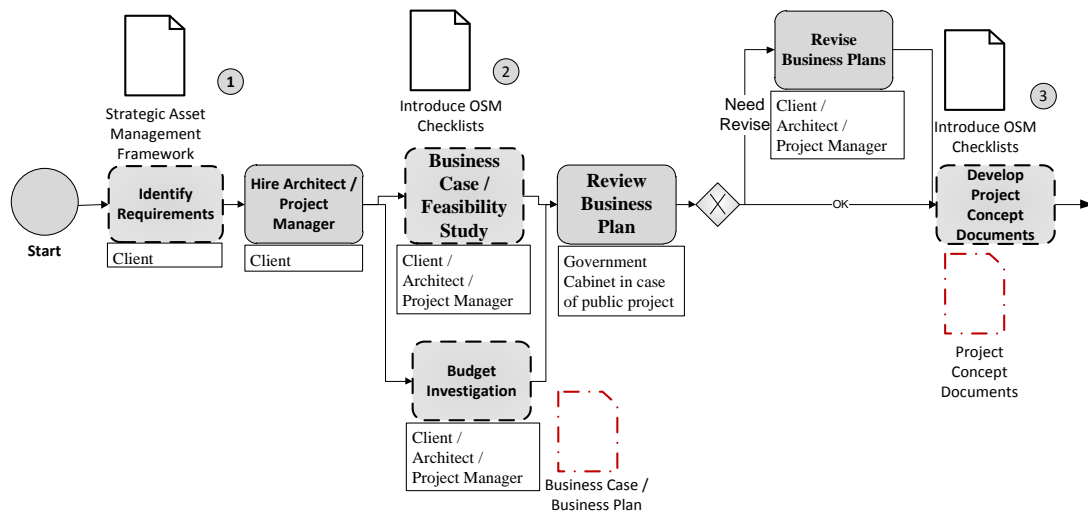 1
Strategic Asset
Management
Framework
Start
Identify
Requirements
Client
Hire Architect /
Project
Manager
Client
2
Introduce OSM
Checklists
Business
Case /
Feasibility
Study
Client /
Architect /
Project Manager
Budget
Investigation
Client /
Architect /
Project Manager
Business Case /
Business Plan
Review
Business
Plan
Government
Cabinet in case
of public project
X
Need
Revise
OK
Revise
Business Plans
Client /
Architect /
Project Manager
3
Introduce OSM
Checklists
Develop
Project
Concept
Documents
Project
Concept
Documents